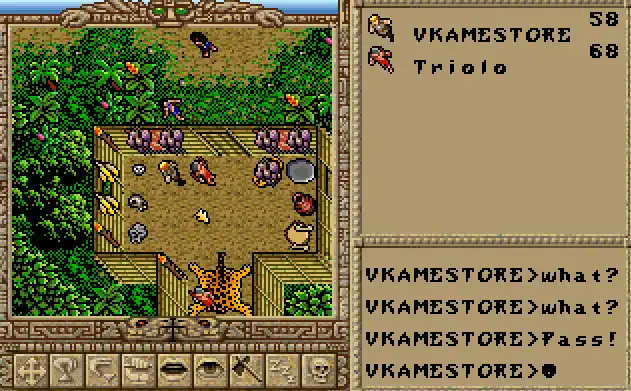 58
VKAMESTORE
68
Triolo
VKAMESTORE>what?
VKAMESTORE>what?
VKAMESTORE>Pass!
VKAMESTORE>